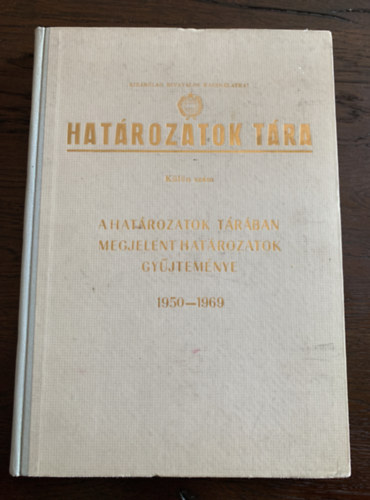 HATÁROZATOK TÁRA
Külön szám
A HATÁROZATOK TÁRÁBAN
MEGJELENT HATÁROZATOK
GYŰJTEMÉNYE
1950—1969